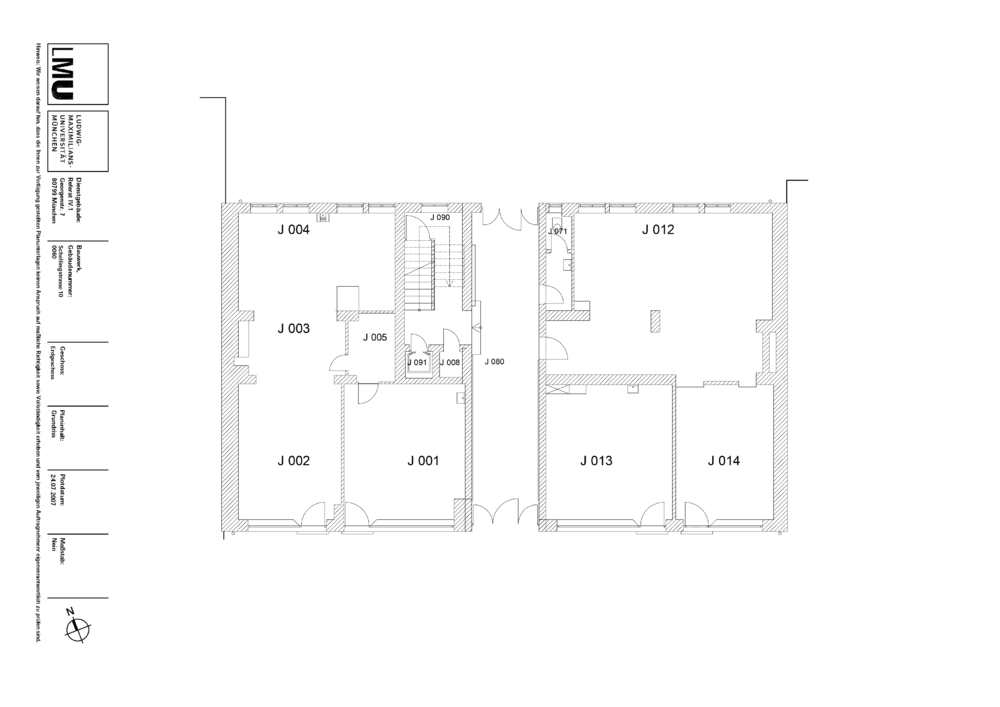 LMU
LUDWIG-
MAXIMILIANS-
UNIVERSITÄT
MÜNCHEN
Dienstgebäude:
Referat IV.1
Georgenstr. 7
80799 München
Bauwerk,
Gebäudenummer:
Schellingstrasse 10
0080
Geschoss:
Erdgeschoss
Planinhalt:
Grundriss
Plotdatum:
24.07.2007
Maßstab:
Nein
N
Hinweis: Wir weisen darauf hin, dass die Ihnen zur Verfügung gestellten Planunterlagen keinen Anspruch auf maßliche Richtigkeit sowie Vollständigkeit erheben und vom jeweiligen Auftragnehmer eigenverantwortlich zu prüfen sind.
J 004
J 090
J 071
J 012
J 003
J 005
J 091
J 008
J 080
J 002
J 001
J 013
J 014